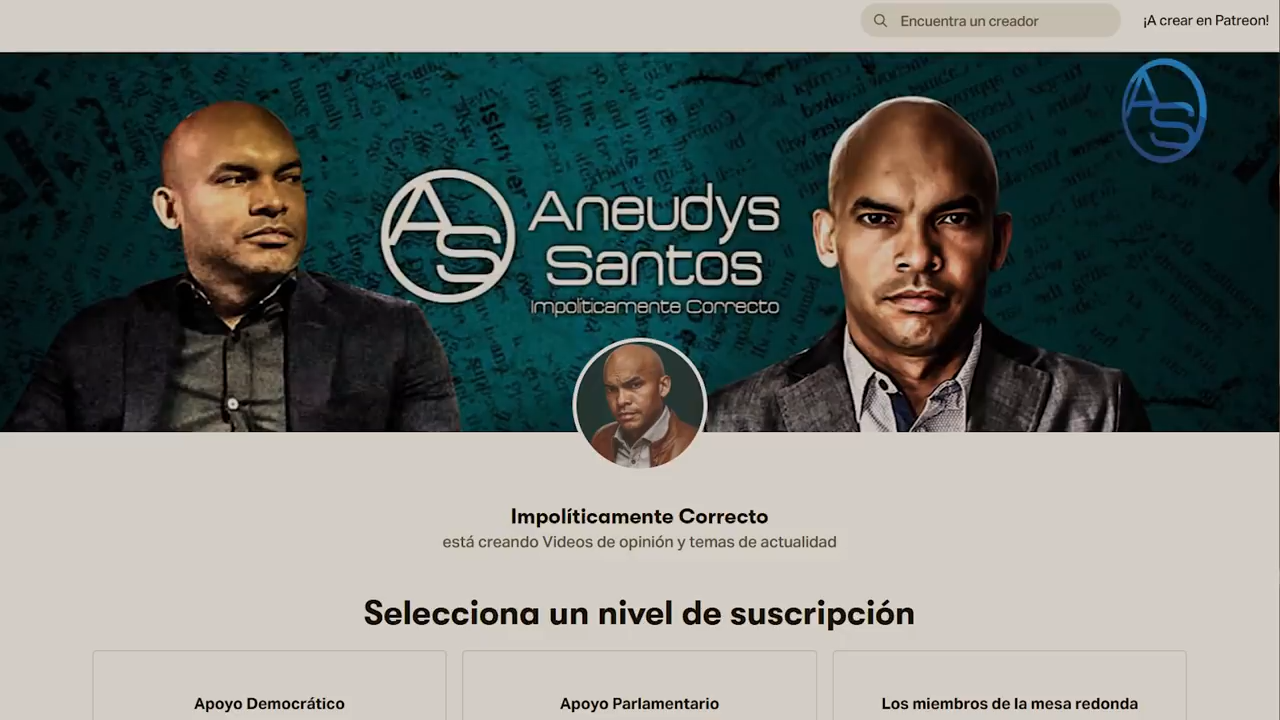 Encuentra un creador
¡A crear en Patreon!
AS
AS
Aneudys
Santos
Impolíticamente Correcto
Impolíticamente Correcto
está creando Videos de opinión y temas de actualidad
Selecciona un nivel de suscripción
Apoyo Democrático
Apoyo Parlamentario
Los miembros de la mesa redonda